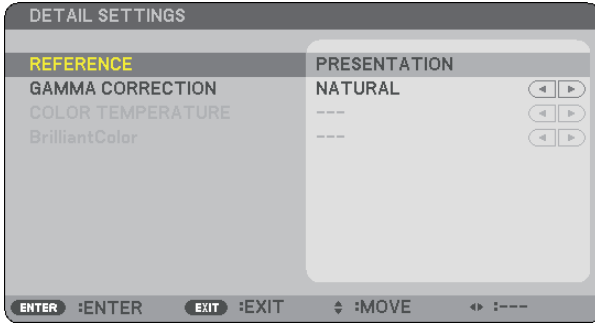 DETAIL SETTINGS
REFERENCE PRESENTATION
GAMMA CORRECTION NATURAL
COLOR TEMPERATURE ---
BrilliantColor ---
ENTER :ENTER EXIT :EXIT :MOVE :---